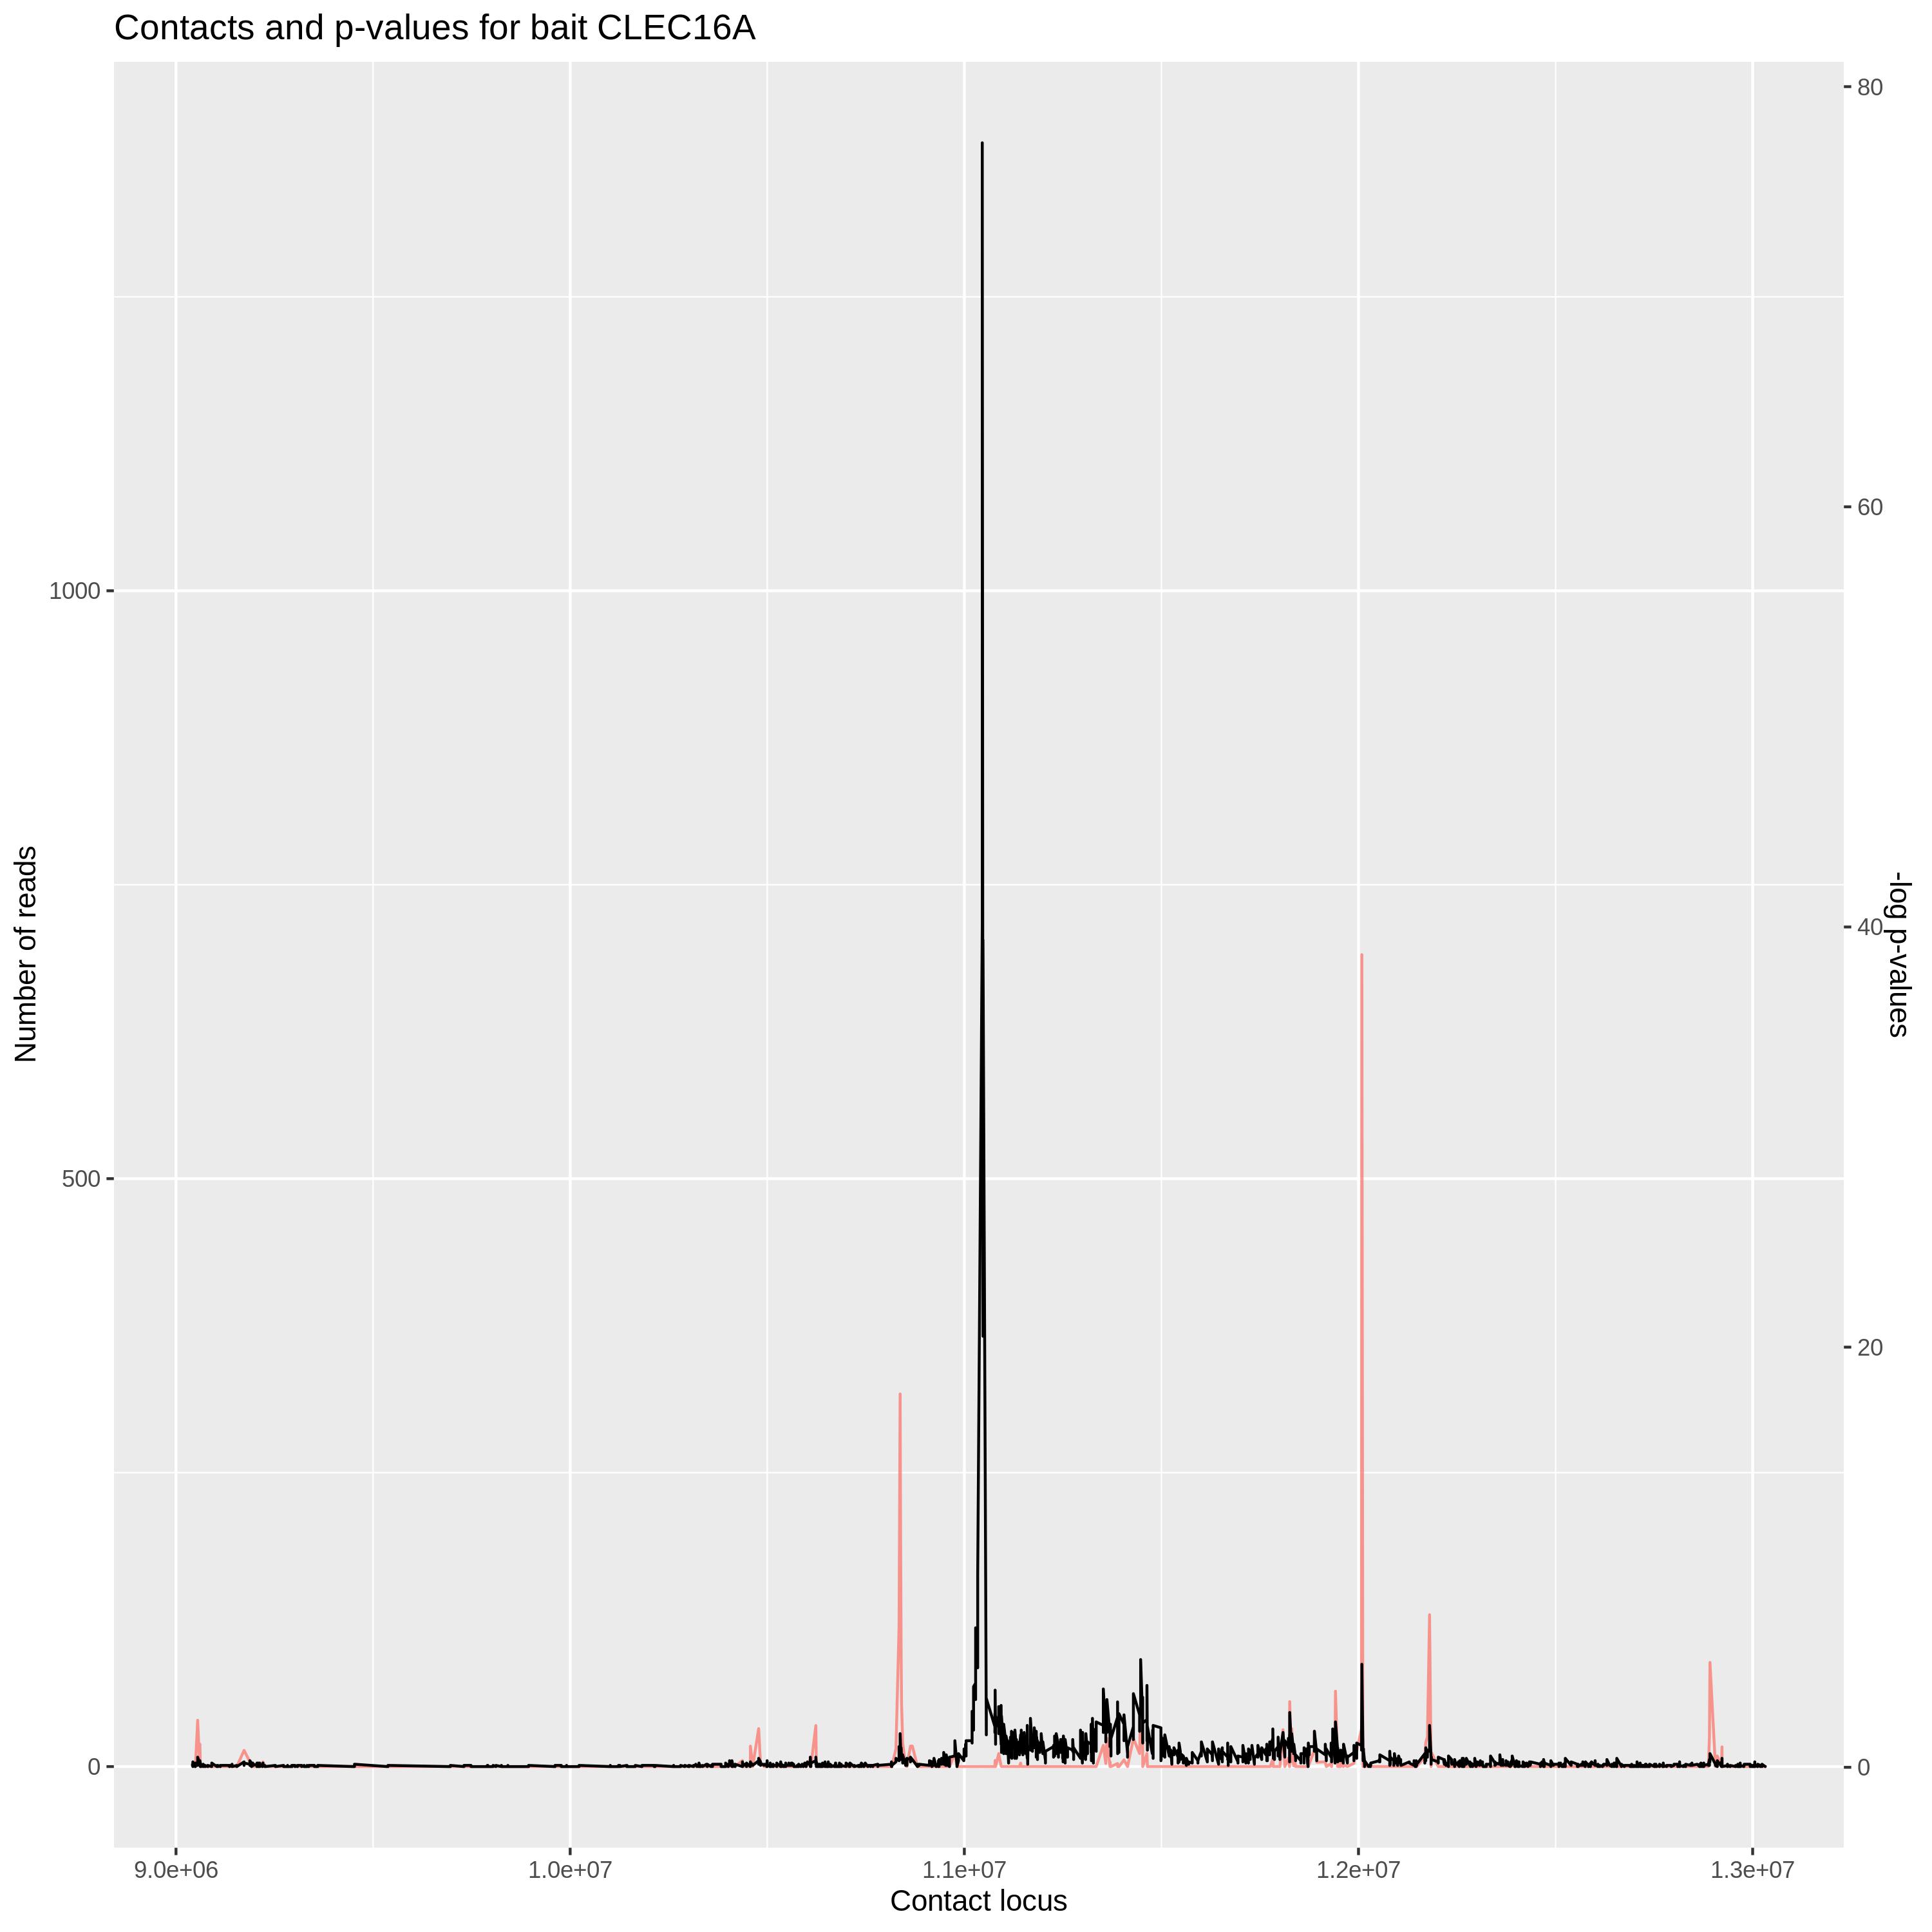 Contacts and p-values for bait CLEC16A
80
60
1000
40
Number of reads
-log p-values
500
20
0
0
9.0e+06
1.0e+07
1.1e+07
1.2e+07
1.3e+07
Contact locus